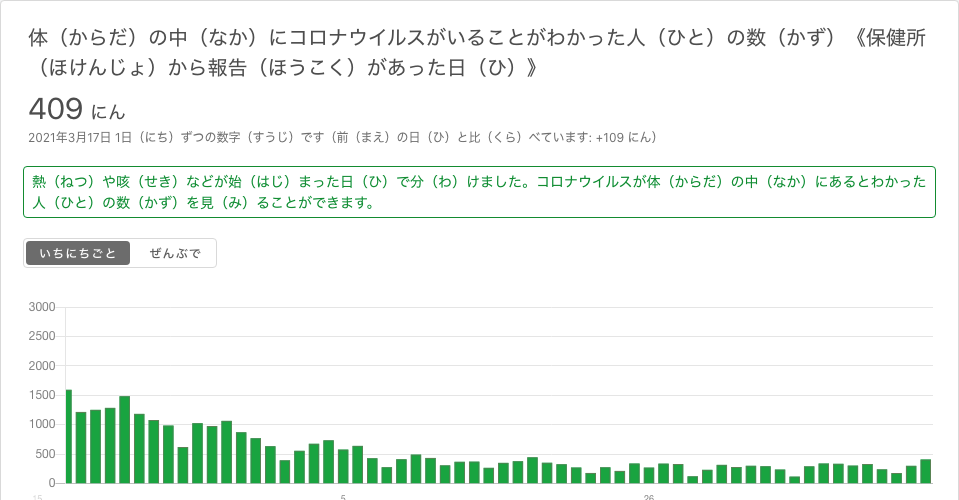 体（からだ）の中（なか）にコロナウイルスがいることがわかった人（ひと）の数（かず）《保健所
（ほけんじょ）から報告（ほうこく）があった日（ひ）》
409 にん
2021年3月17日 1日（にち）ずつの数字（すうじ）です（前（まえ）の日（ひ）と比（くら）べています: +109 にん）
熱（ねつ）や咳（せき）などが始（はじ）まった日（ひ）で分（わ）けました。コロナウイルスが体（からだ）の中（なか）にあるとわかった
人（ひと）の数（かず）を見（み）ることができます。
いちにちごと ぜんぶで
3000
2500
2000
1500
1000
500
0
15 5 26